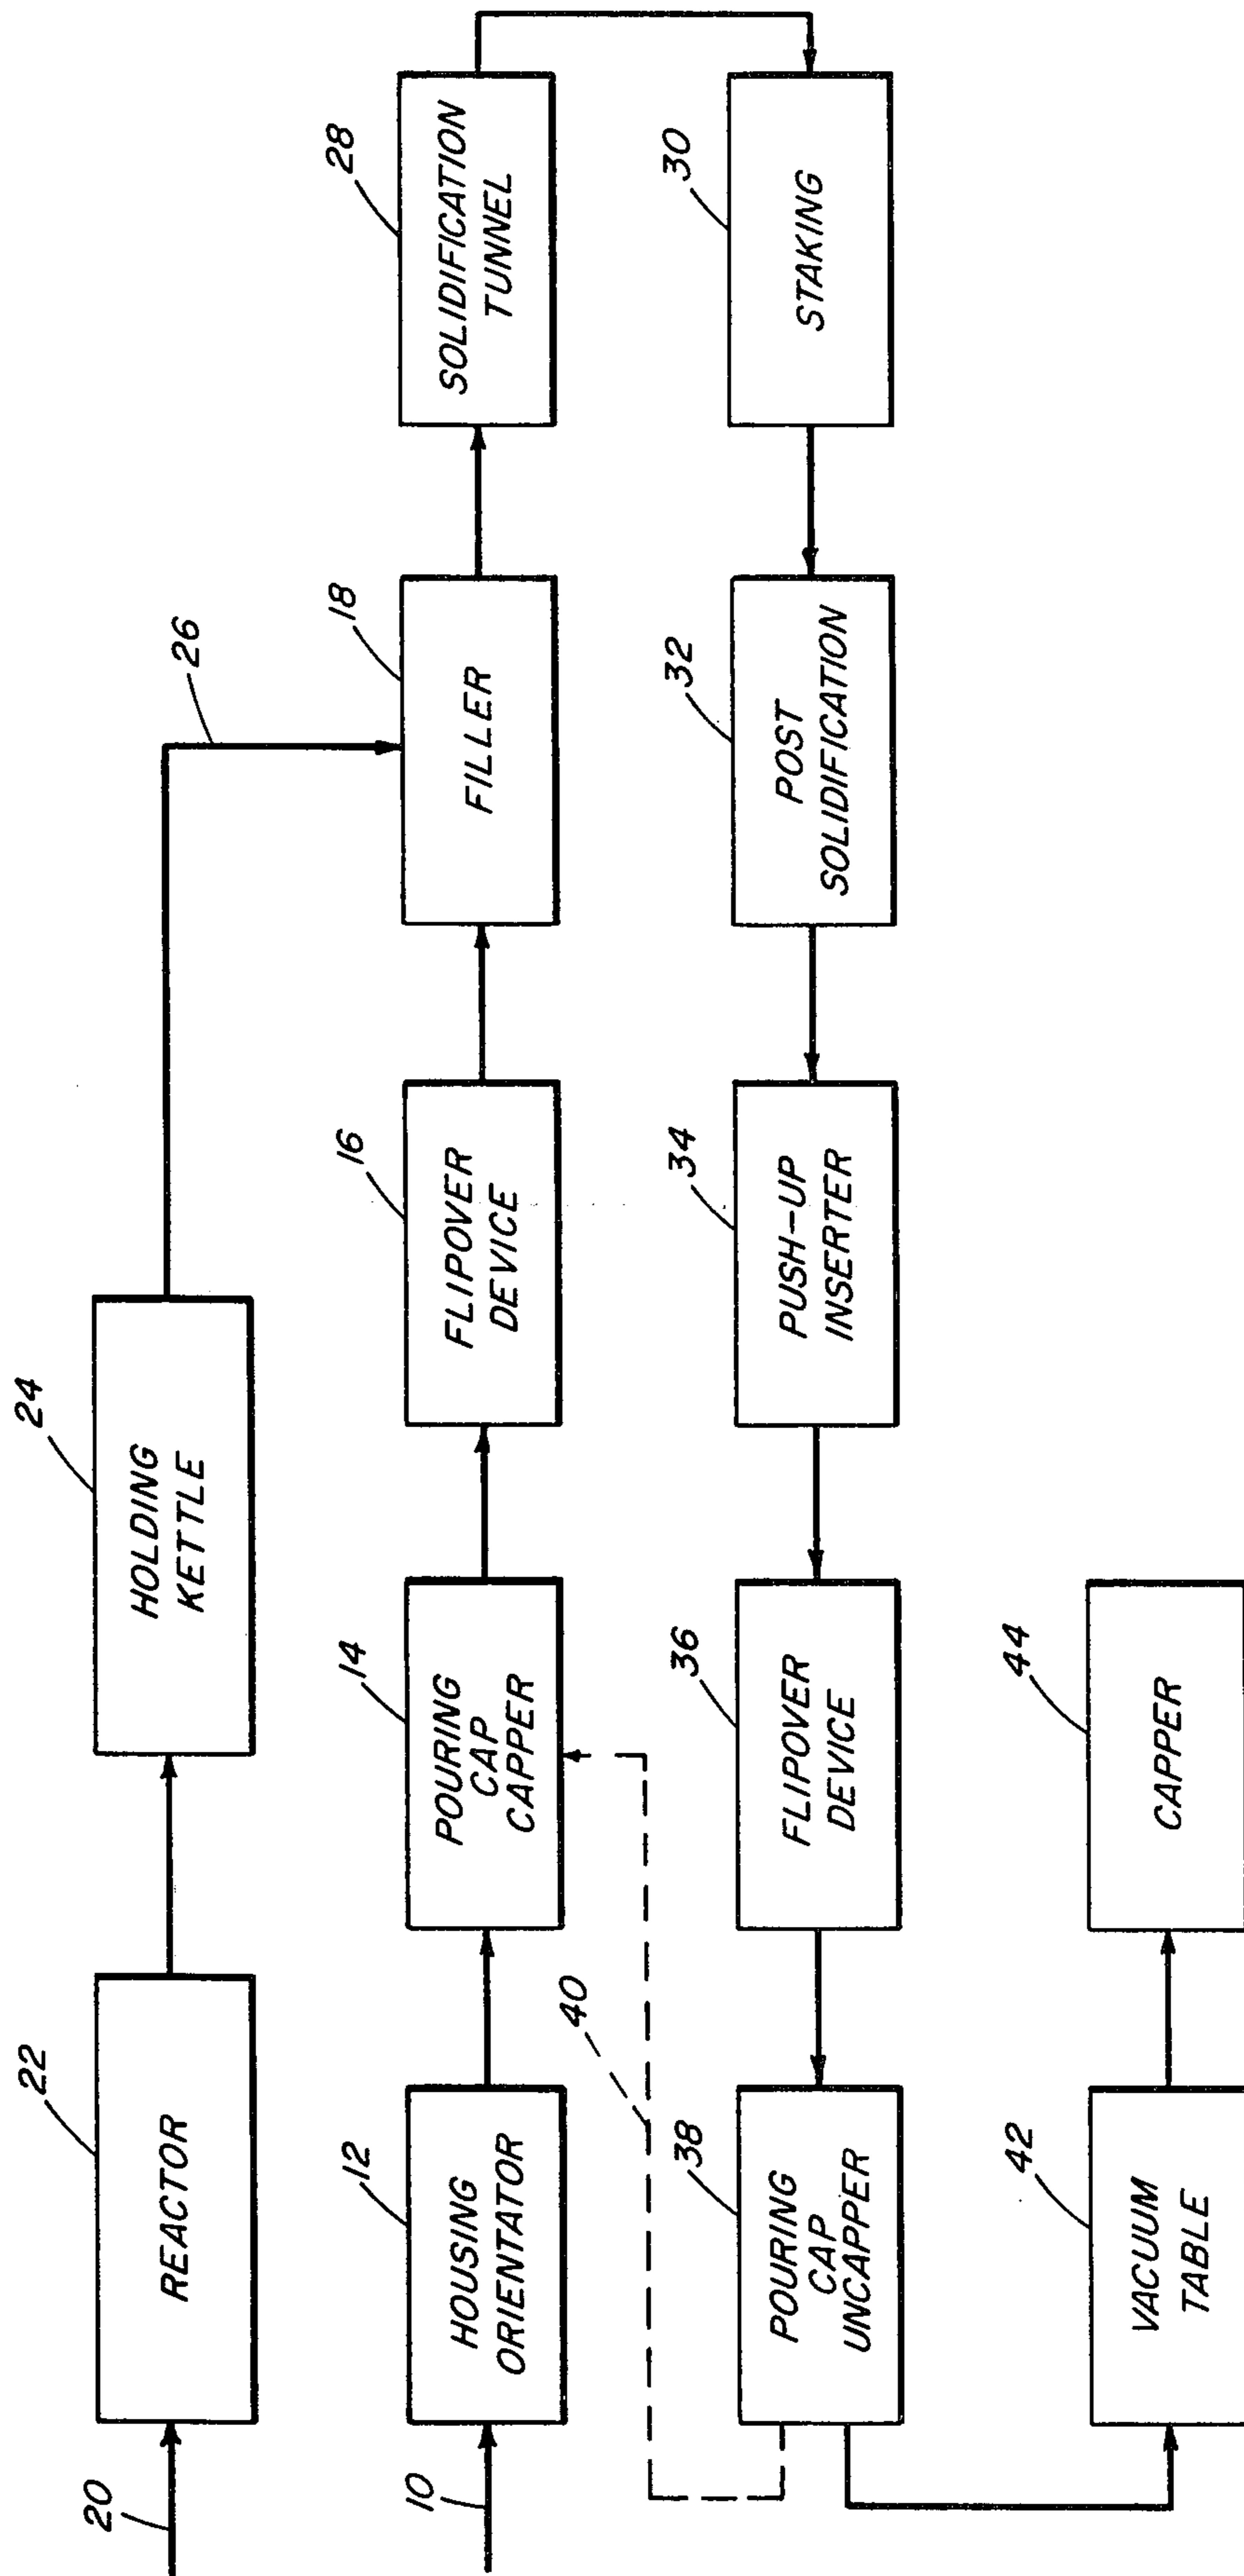 20
22
REACTOR
24
HOLDING
KETTLE
26
10
12
HOUSING
ORIENTATOR
14
POURING
CAP
CAPPER
16
FLIPOVER
DEVICE
18
FILLER
28
SOLIDIFICATION
TUNNEL
30
STAKING
32
POST
SOLIDIFICATION
34
PUSH-UP
INSERTER
36
FLIPOVER
DEVICE
38
POURING
CAP
UNCAPPER
40
42
VACUUM
TABLE
44
CAPPER